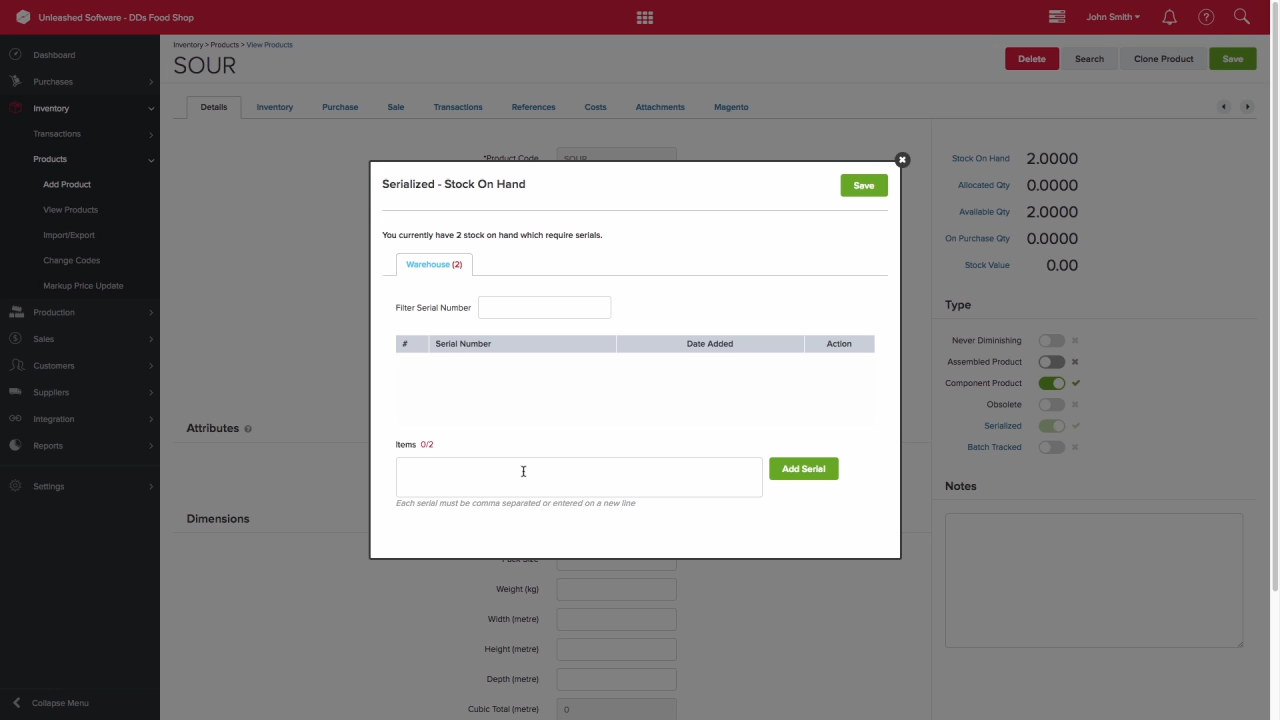 Unleashed Software - DDs Food Shop
John Smith
Dashboard
Purchases
Inventory
Transactions
Products
Add Product
View Products
Import/Export
Change Codes
Markup Price Update
Production
Sales
Customers
Suppliers
Integration
Reports
Settings
Collapse Menu
Inventory > Products > View Products
SOUR
Delete
Search
Clone Product
Save
Details
Inventory
Purchase
Sale
Transactions
References
Costs
Attachments
Magento
*Product Code SOUR
Serialized - Stock On Hand
Save
You currently have 2 stock on hand which require serials.
Warehouse (2)
Filter Serial Number
# Serial Number Date Added Action
Items 0/2
Add Serial
Each serial must be comma separated or entered on a new line
Attributes
Dimensions
Pack Size
Weight (kg)
Width (metre)
Height (metre)
Depth (metre)
Cubic Total (metre) 0
Stock On Hand 2.0000
Allocated Qty 0.0000
Available Qty 2.0000
On Purchase Qty 0.0000
Stock Value 0.00
Type
Never Diminishing
Assembled Product
Component Product
Obsolete
Serialized
Batch Tracked
Notes